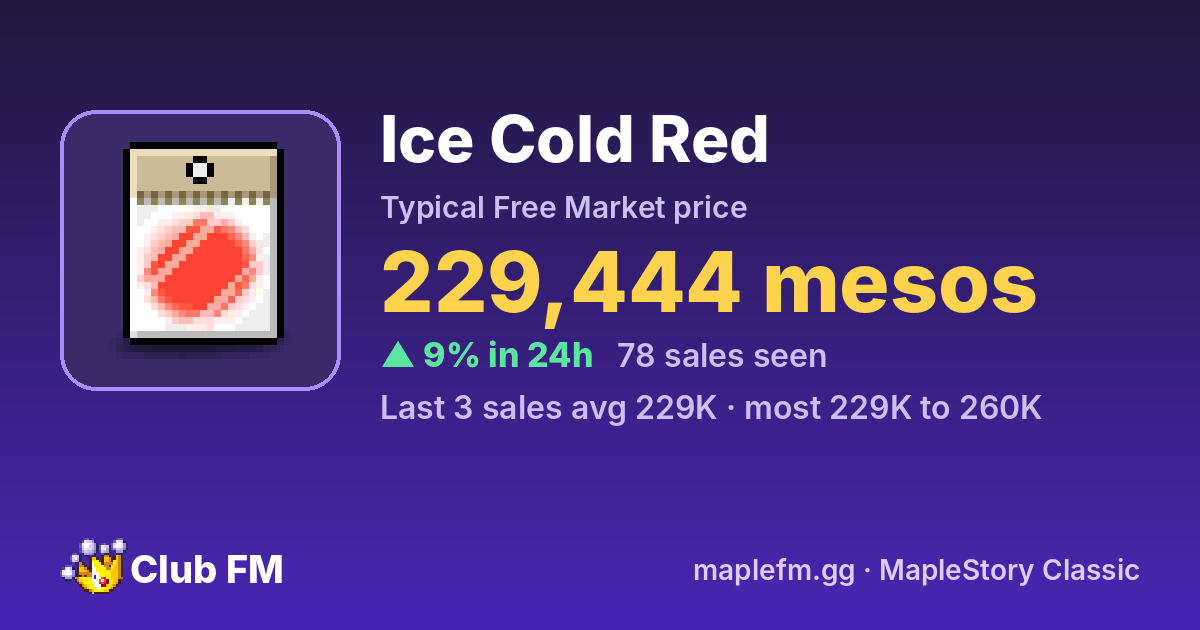 Ice Cold Red
Typical Free Market price
229,444 mesos
▲ 9% in 24h 78 sales seen
Last 3 sales avg 229K · most 229K to 260K
Club FM
maplefm.gg · MapleStory Classic